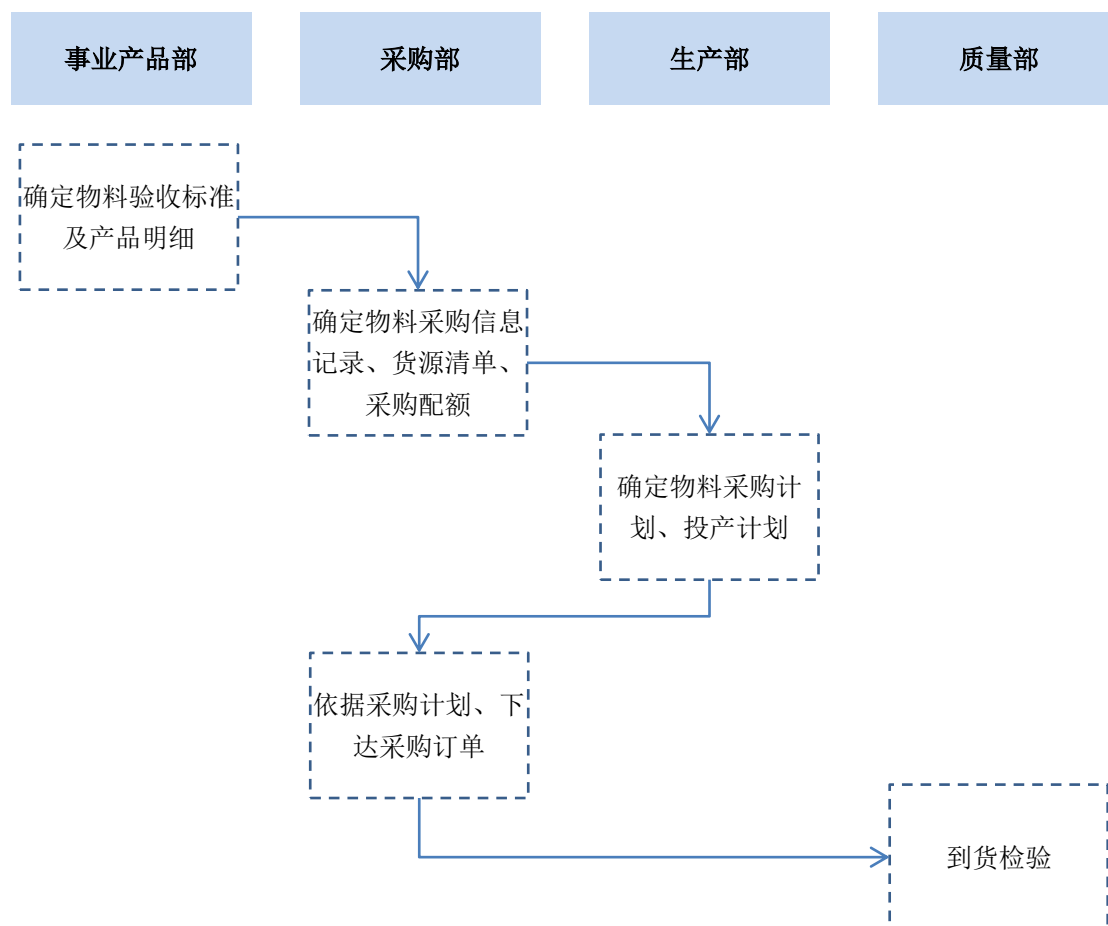 事业产品部
采购部
生产部
质量部
确定物料验收标准
及产品明细
确定物料采购信息
记录、货源清单、
采购配额
确定物料采购计
划、投产计划
依据采购计划、下
达采购订单
到货检验